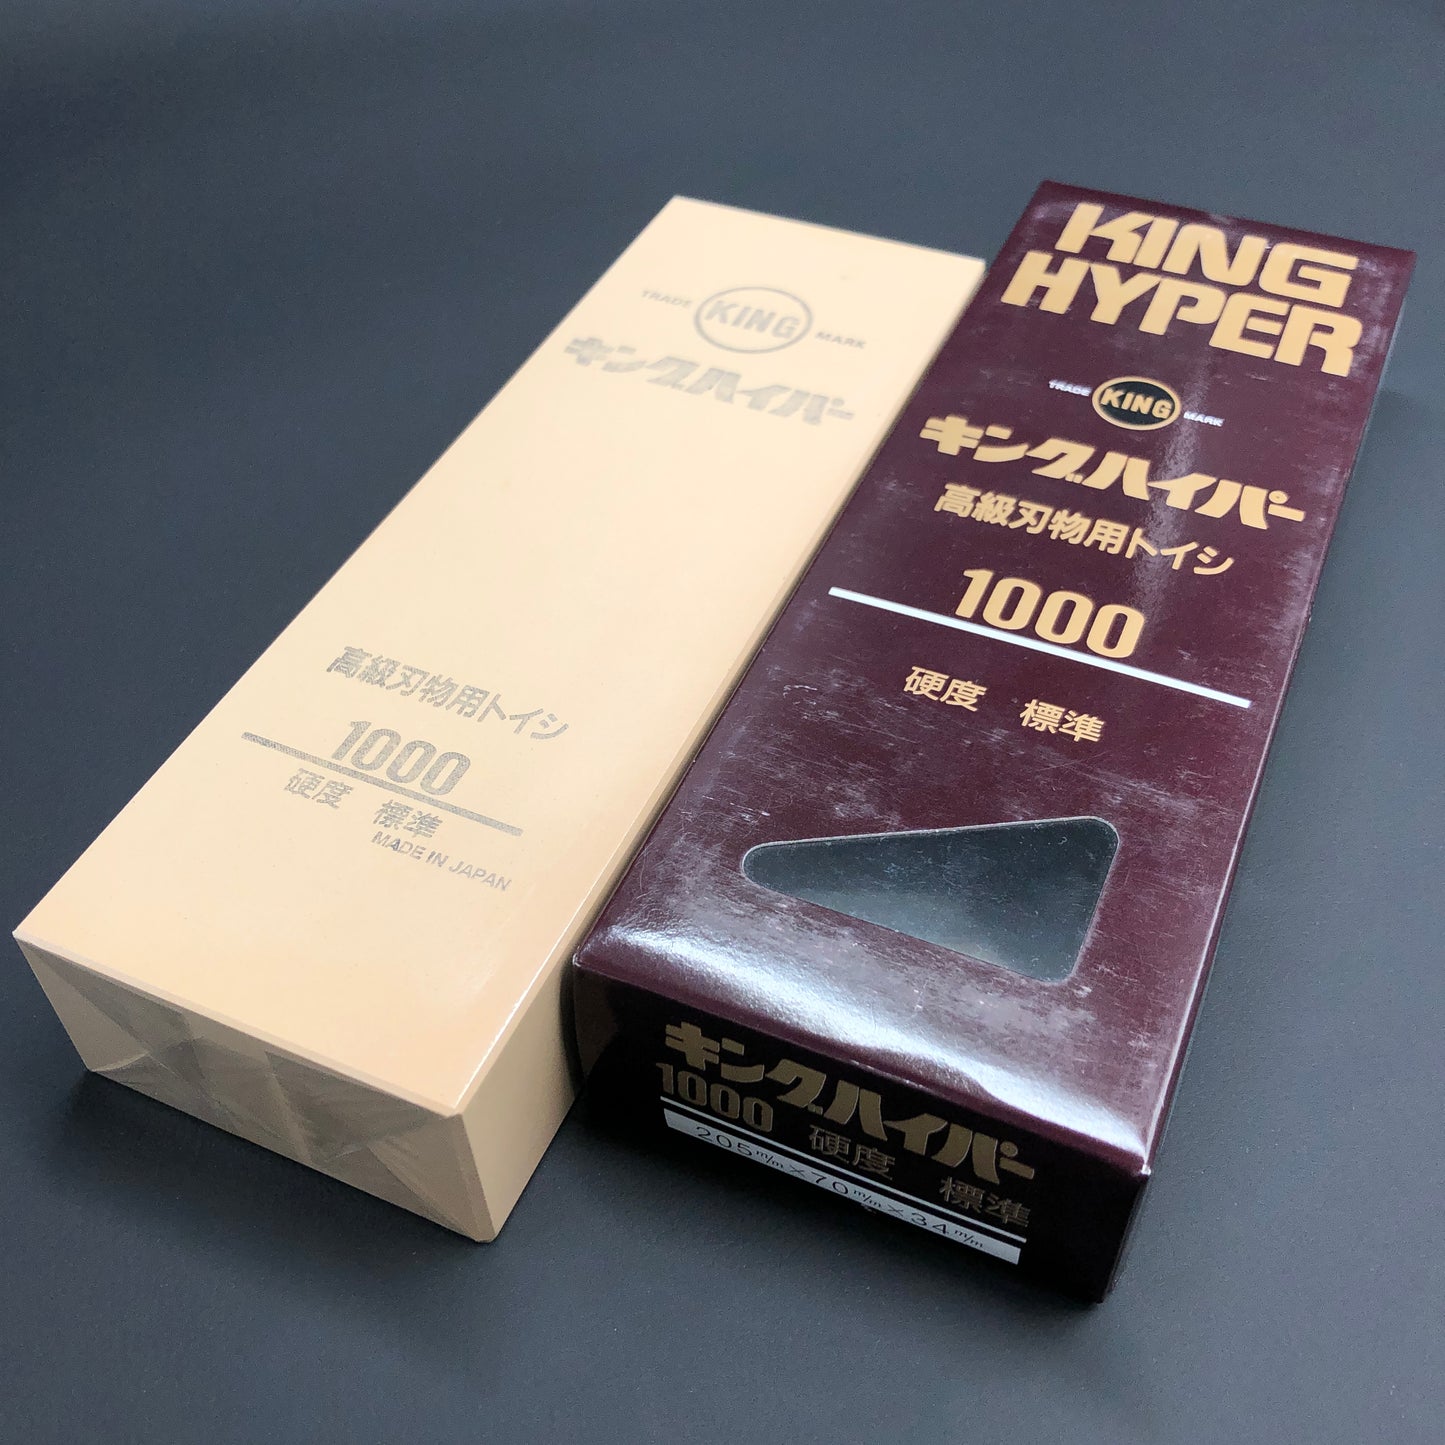 TRADE KING MARK
キングハイパー
高級刃物用トイシ
1000
硬度 標準
MADE IN JAPAN
KING
HYPER
TRADE KING MARK
キングハイパー
高級刃物用トイシ
1000
硬度 標準
キングハイパー
1000 硬度 標準
205m/m×70m/m×34m/m